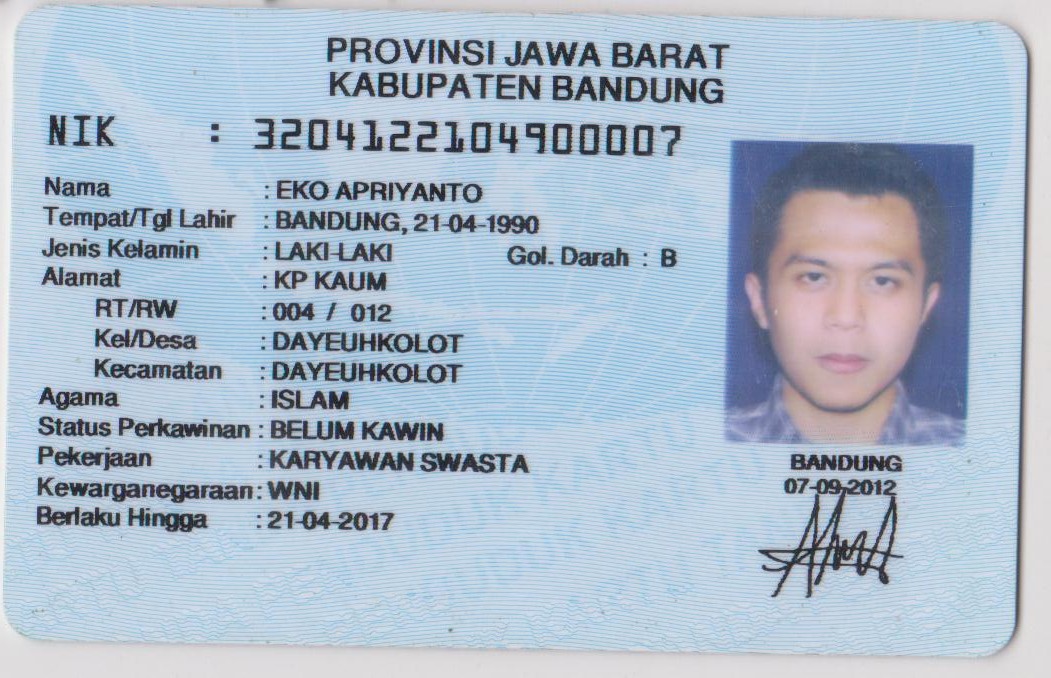 PROVINSI JAWA BARAT
KABUPATEN BANDUNG
NIK : 3204122104900007
Nama : EKO APRIYANTO
Tempat/Tgl Lahir : BANDUNG, 21-04-1990
Jenis Kelamin : LAKI-LAKI Gol. Darah : B
Alamat : KP KAUM
RT/RW : 004 / 012
Kel/Desa : DAYEUHKOLOT
Kecamatan : DAYEUHKOLOT
Agama : ISLAM
Status Perkawinan : BELUM KAWIN
Pekerjaan : KARYAWAN SWASTA
Kewarganegaraan : WNI
Berlaku Hingga : 21-04-2017
BANDUNG
07-09-2012